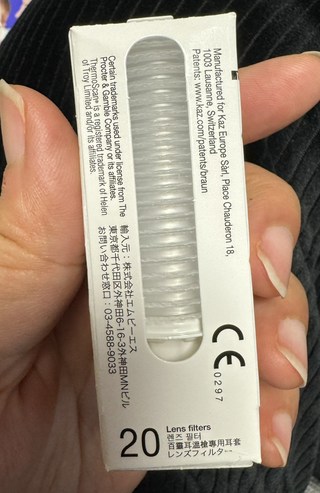 Manufactured for Kaz Europe Sàrl, Place Chauderon 18,
1003 Lausanne, Switzerland
Patents: www.kaz.com/patents/braun
Certain trademarks used under license from The
Procter & Gamble Company or its affiliates.
ThermoScan® is a registered trademark of Helen
of Troy Limited and/or its affiliates.
輸入元：株式会社エムピーエス
東京都千代田区外神田6-16-3外神田MNビル
お問い合わせ窓口：03-4588-9033
CE
0297
20
Lens filters
렌즈 필터
百靈耳溫槍專用耳套
レンズフィルター